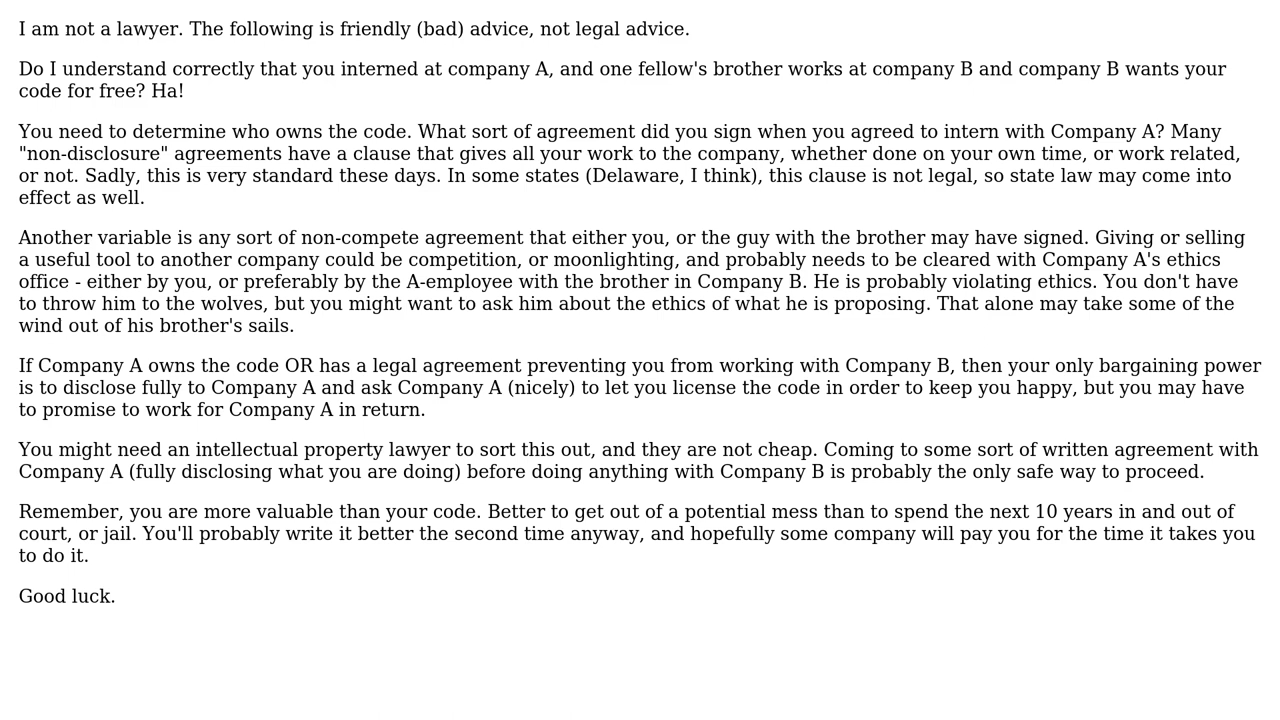 I am not a lawyer. The following is friendly (bad) advice, not legal advice.
Do I understand correctly that you interned at company A, and one fellow's brother works at company B and company B wants your
code for free? Ha!
You need to determine who owns the code. What sort of agreement did you sign when you agreed to intern with Company A? Many
"non-disclosure" agreements have a clause that gives all your work to the company, whether done on your own time, or work related,
or not. Sadly, this is very standard these days. In some states (Delaware, I think), this clause is not legal, so state law may come into
effect as well.
Another variable is any sort of non-compete agreement that either you, or the guy with the brother may have signed. Giving or selling
a useful tool to another company could be competition, or moonlighting, and probably needs to be cleared with Company A's ethics
office - either by you, or preferably by the A-employee with the brother in Company B. He is probably violating ethics. You don't have
to throw him to the wolves, but you might want to ask him about the ethics of what he is proposing. That alone may take some of the
wind out of his brother's sails.
If Company A owns the code OR has a legal agreement preventing you from working with Company B, then your only bargaining power
is to disclose fully to Company A and ask Company A (nicely) to let you license the code in order to keep you happy, but you may have
to promise to work for Company A in return.
You might need an intellectual property lawyer to sort this out, and they are not cheap. Coming to some sort of written agreement with
Company A (fully disclosing what you are doing) before doing anything with Company B is probably the only safe way to proceed.
Remember, you are more valuable than your code. Better to get out of a potential mess than to spend the next 10 years in and out of
court, or jail. You'll probably write it better the second time anyway, and hopefully some company will pay you for the time it takes you
to do it.
Good luck.